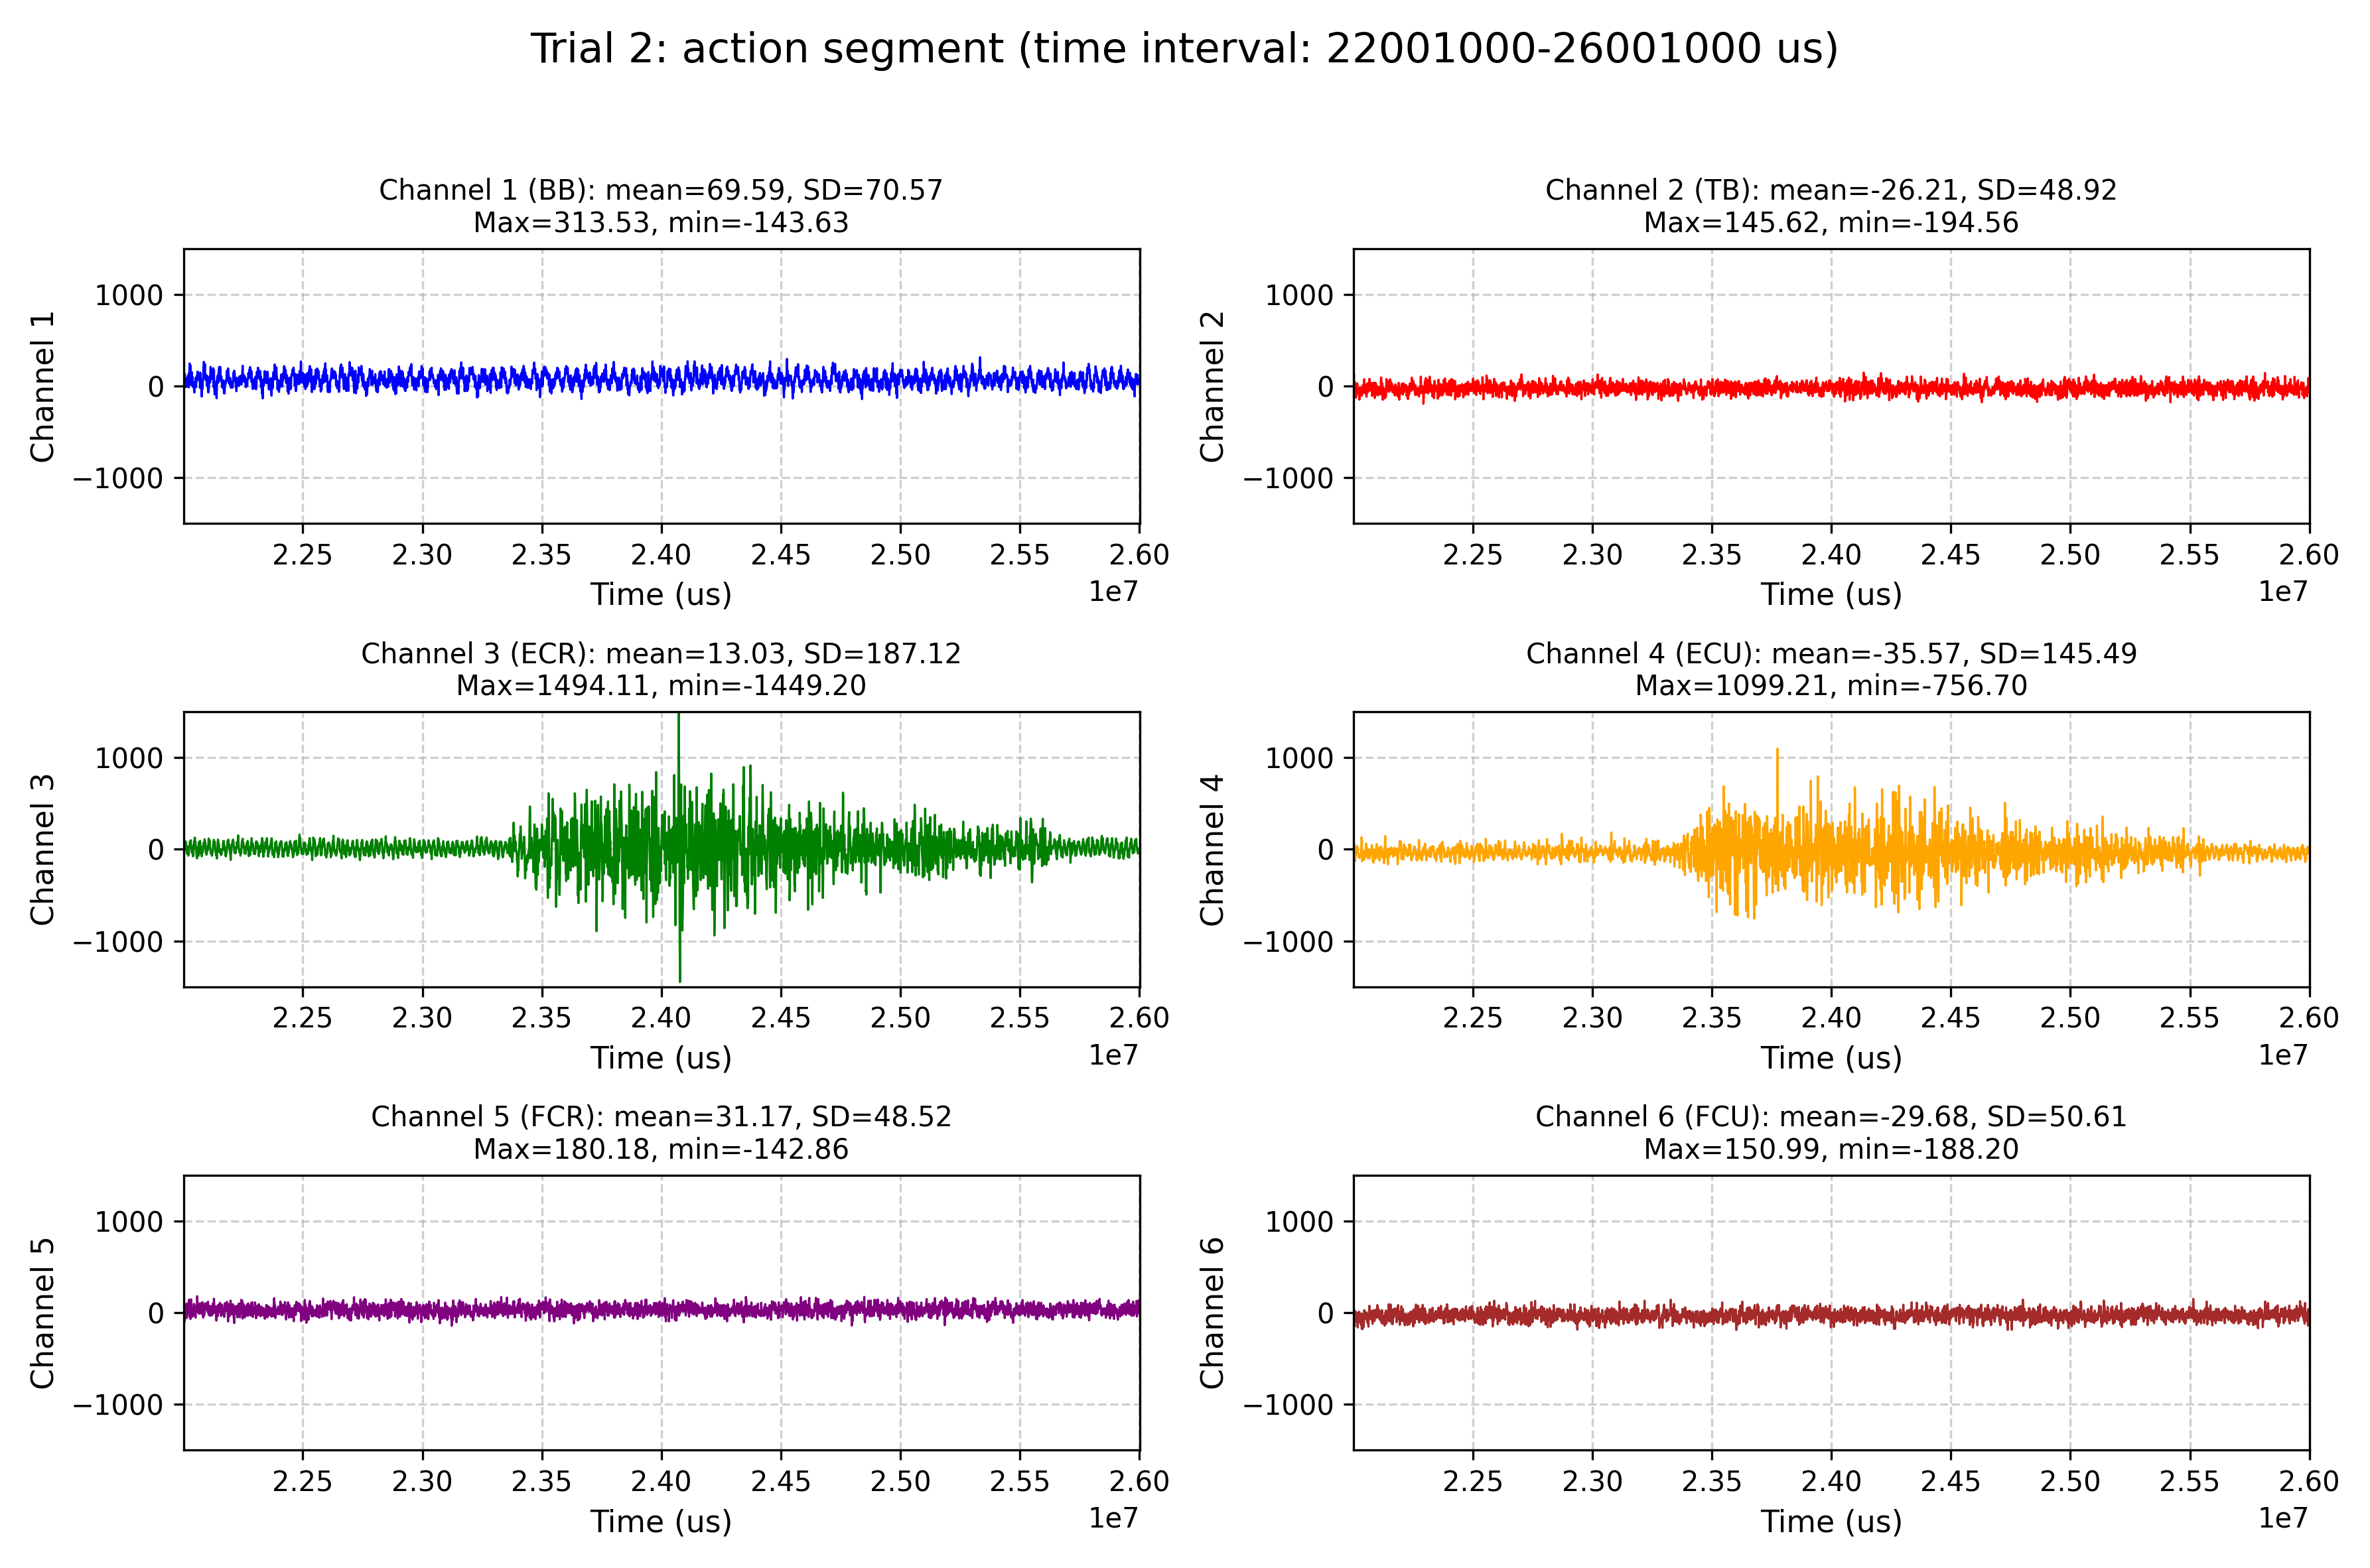 Trial 2: action segment (time interval: 22001000-26001000 us)
Channel 1 (BB): mean=69.59, SD=70.57
Max=313.53, min=-143.63
Channel 1
1000
0
−1000
2.25 2.30 2.35 2.40 2.45 2.50 2.55 2.60
Time (us)
1e7
Channel 2 (TB): mean=-26.21, SD=48.92
Max=145.62, min=-194.56
Channel 2
1000
0
−1000
2.25 2.30 2.35 2.40 2.45 2.50 2.55 2.60
Time (us)
1e7
Channel 3 (ECR): mean=13.03, SD=187.12
Max=1494.11, min=-1449.20
Channel 3
1000
0
−1000
2.25 2.30 2.35 2.40 2.45 2.50 2.55 2.60
Time (us)
1e7
Channel 4 (ECU): mean=-35.57, SD=145.49
Max=1099.21, min=-756.70
Channel 4
1000
0
−1000
2.25 2.30 2.35 2.40 2.45 2.50 2.55 2.60
Time (us)
1e7
Channel 5 (FCR): mean=31.17, SD=48.52
Max=180.18, min=-142.86
Channel 5
1000
0
−1000
2.25 2.30 2.35 2.40 2.45 2.50 2.55 2.60
Time (us)
1e7
Channel 6 (FCU): mean=-29.68, SD=50.61
Max=150.99, min=-188.20
Channel 6
1000
0
−1000
2.25 2.30 2.35 2.40 2.45 2.50 2.55 2.60
Time (us)
1e7